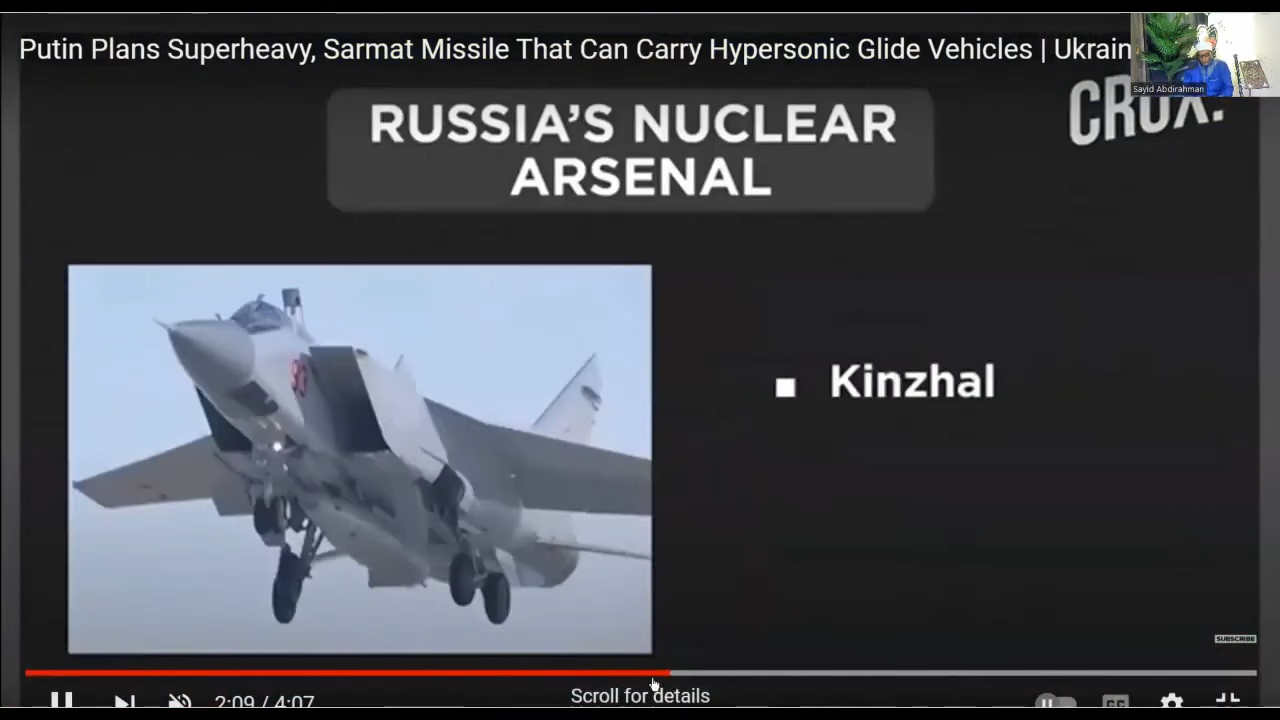 Putin Plans Superheavy, Sarmat Missile That Can Carry Hypersonic Glide Vehicles | Ukrain
Sayid Abdirahman
CRUX.
RUSSIA'S NUCLEAR
ARSENAL
Kinzhal
SUBSCRIBE
2:09 / 4:07
Scroll for details
CC